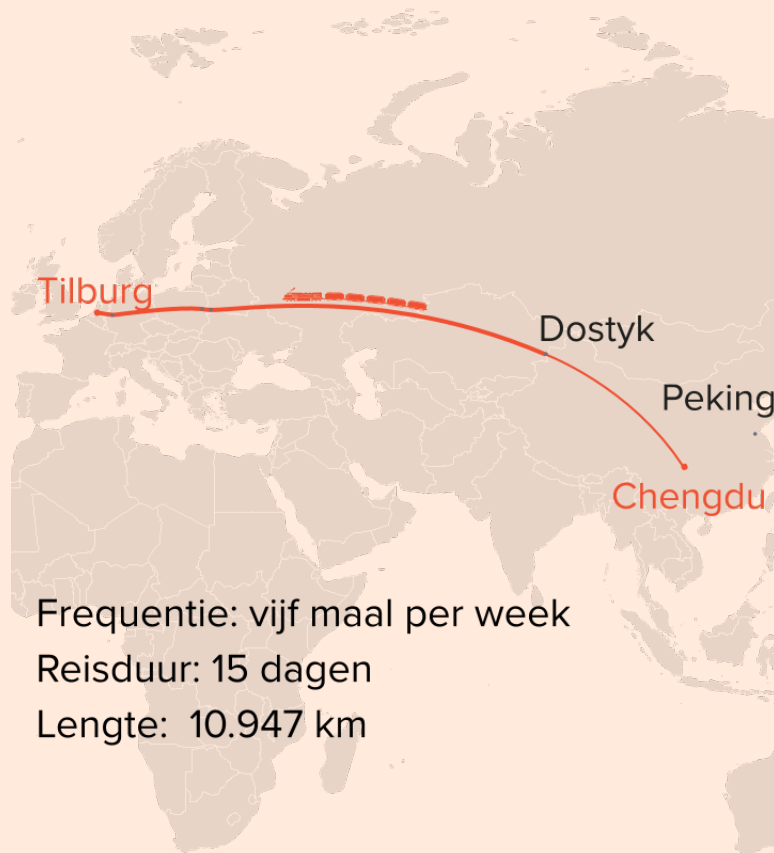 Tilburg
Dostyk
Peking
Chengdu
Frequentie: vijf maal per week
Reisduur: 15 dagen
Lengte: 10.947 km